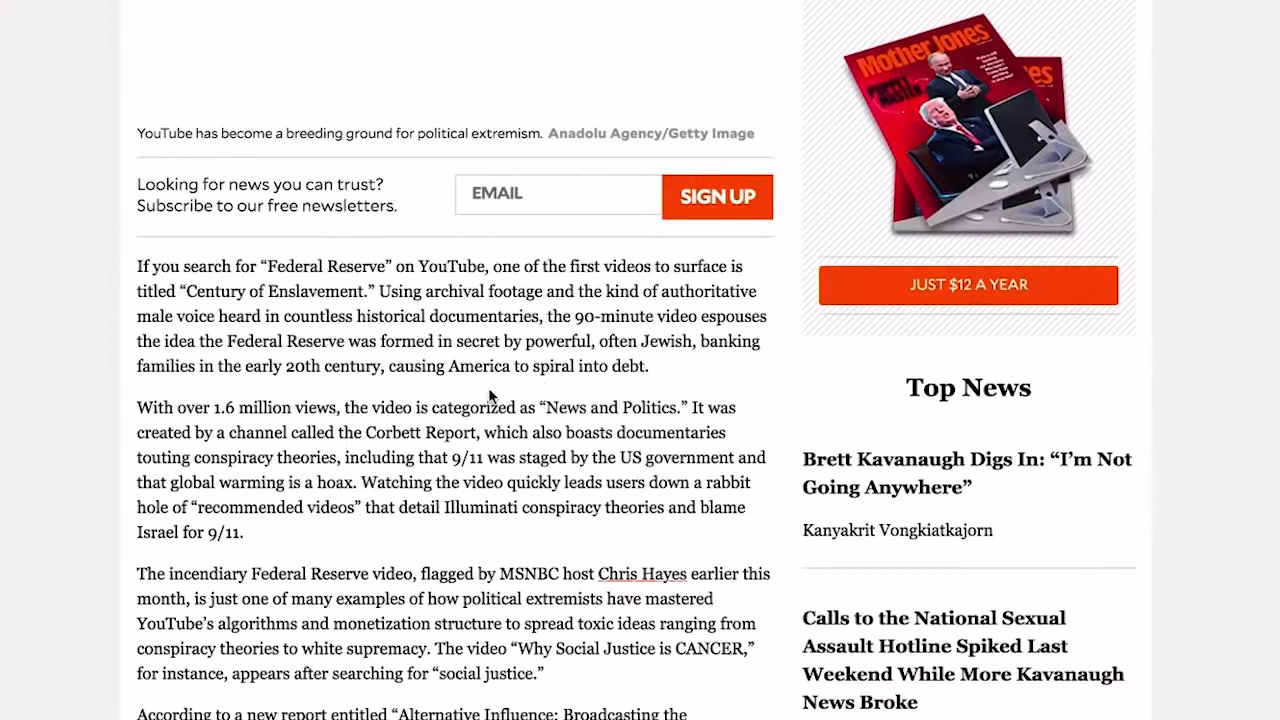 YouTube has become a breeding ground for political extremism. Anadolu Agency/Getty Image
Looking for news you can trust?
Subscribe to our free newsletters.
EMAIL
SIGN UP
If you search for “Federal Reserve” on YouTube, one of the first videos to surface is
titled “Century of Enslavement.” Using archival footage and the kind of authoritative
male voice heard in countless historical documentaries, the 90-minute video espouses
the idea the Federal Reserve was formed in secret by powerful, often Jewish, banking
families in the early 20th century, causing America to spiral into debt.
With over 1.6 million views, the video is categorized as “News and Politics.” It was
created by a channel called the Corbett Report, which also boasts documentaries
touting conspiracy theories, including that 9/11 was staged by the US government and
that global warming is a hoax. Watching the video quickly leads users down a rabbit
hole of “recommended videos” that detail Illuminati conspiracy theories and blame
Israel for 9/11.
The incendiary Federal Reserve video, flagged by MSNBC host Chris Hayes earlier this
month, is just one of many examples of how political extremists have mastered
YouTube’s algorithms and monetization structure to spread toxic ideas ranging from
conspiracy theories to white supremacy. The video “Why Social Justice is CANCER,”
for instance, appears after searching for “social justice.”
According to a new report entitled “Alternative Influence: Broadcasting the
Mother Jones
PUPPET
MASTER
es
JUST $12 A YEAR
Top News
Brett Kavanaugh Digs In: “I’m Not
Going Anywhere”
Kanyakrit Vongkiatkajorn
Calls to the National Sexual
Assault Hotline Spiked Last
Weekend While More Kavanaugh
News Broke